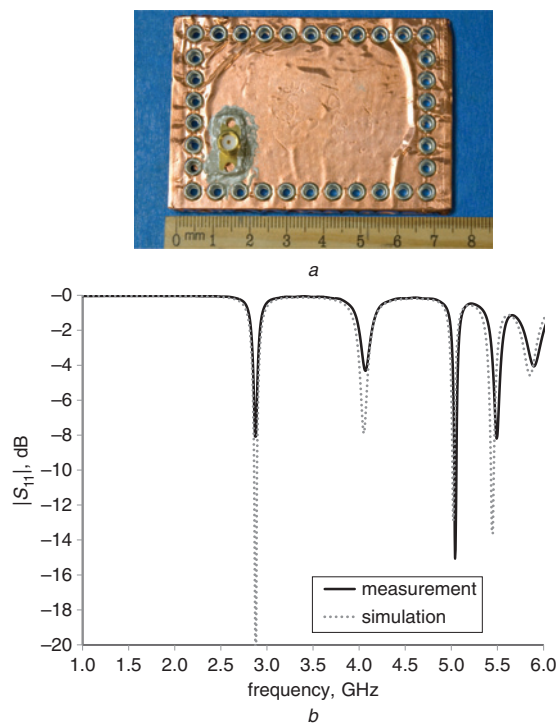 0 mm 1 2 3 4 5 6 7 8
a
–0
–2
–4
–6
–8
–10
–12
–14
–16
–18
–20
|S₁₁|, dB
measurement
simulation
1.0 1.5 2.0 2.5 3.0 3.5 4.0 4.5 5.0 5.5 6.0
frequency, GHz
b